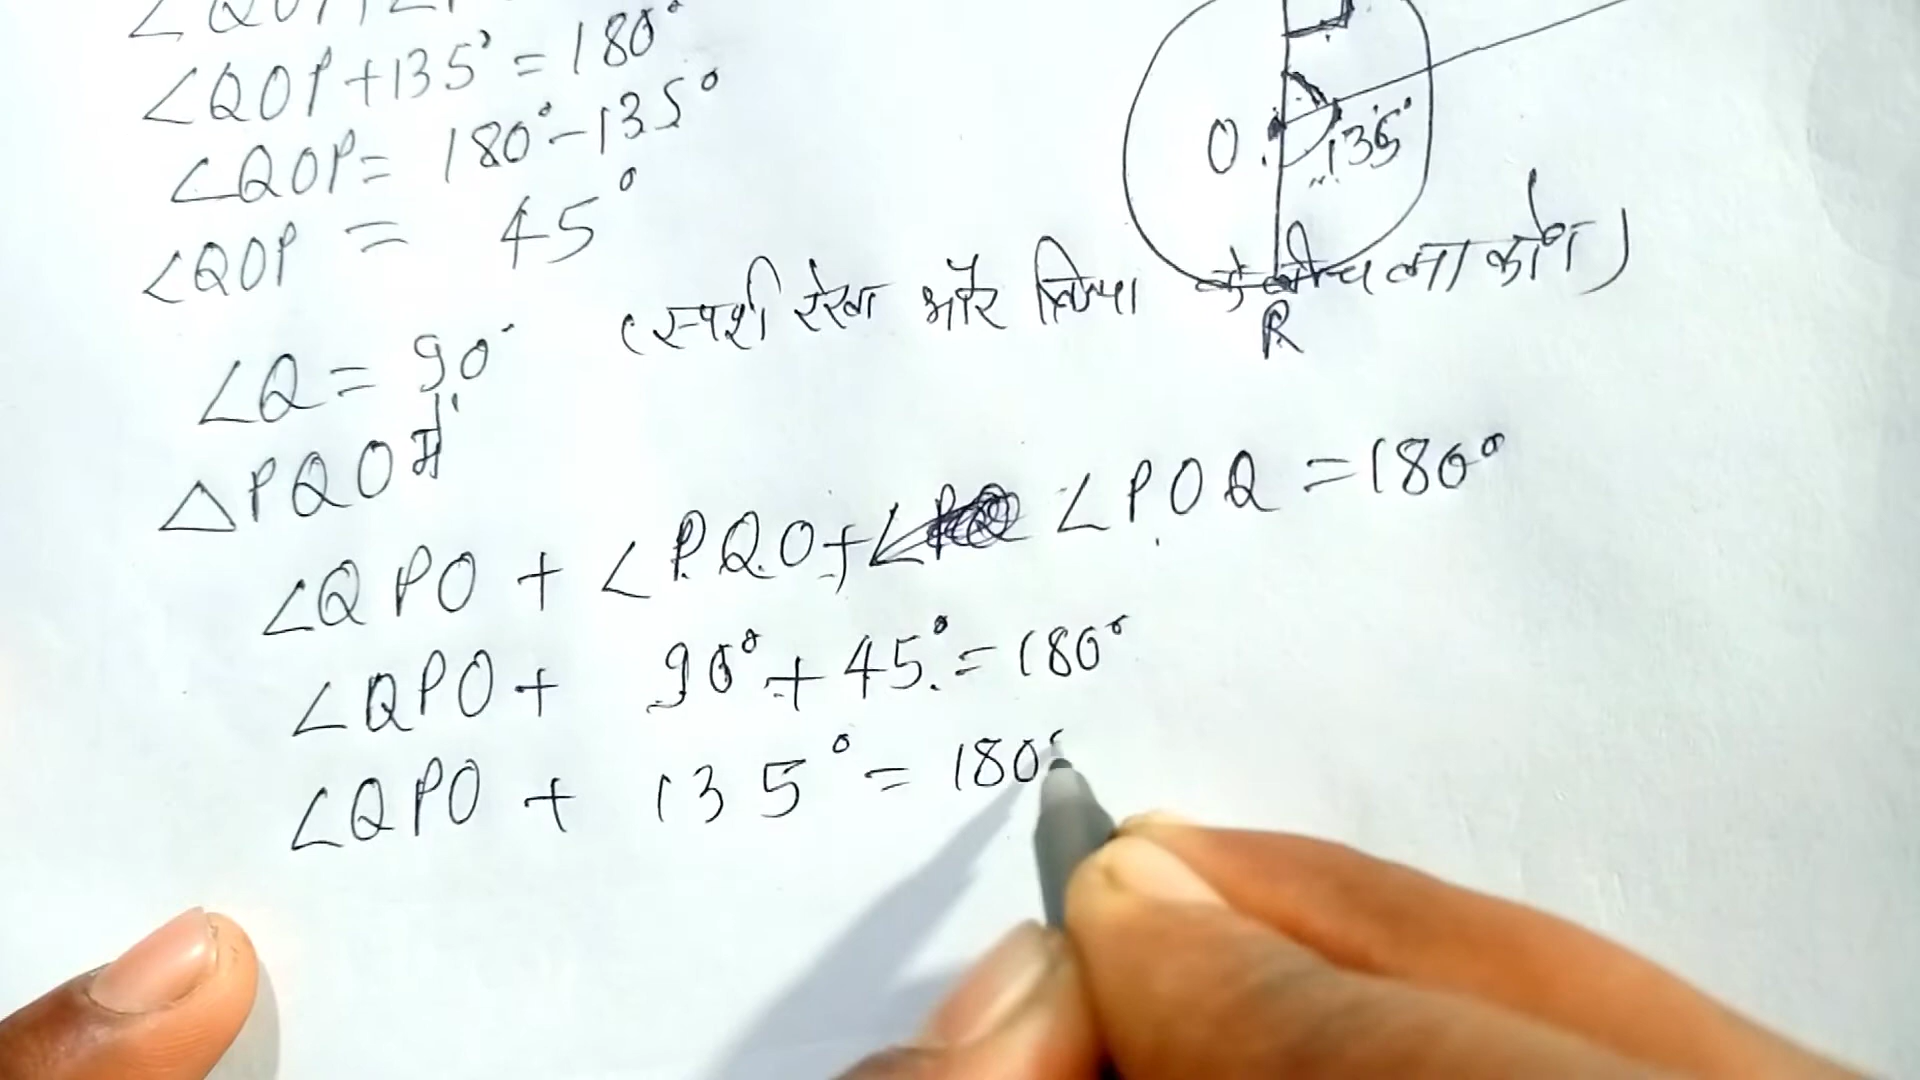 ∠QOP+135°=180°
∠QOP= 180°-135°
∠QOP = 45°
O 135°
R
∠Q = 90° (स्पर्श रेखा और त्रिज्या के बीच का कोण)
△PQO में
∠QPO + ∠PQO+ ∠POQ =180°
∠QPO + 90°+45°=180°
∠QPO + 135°= 180°